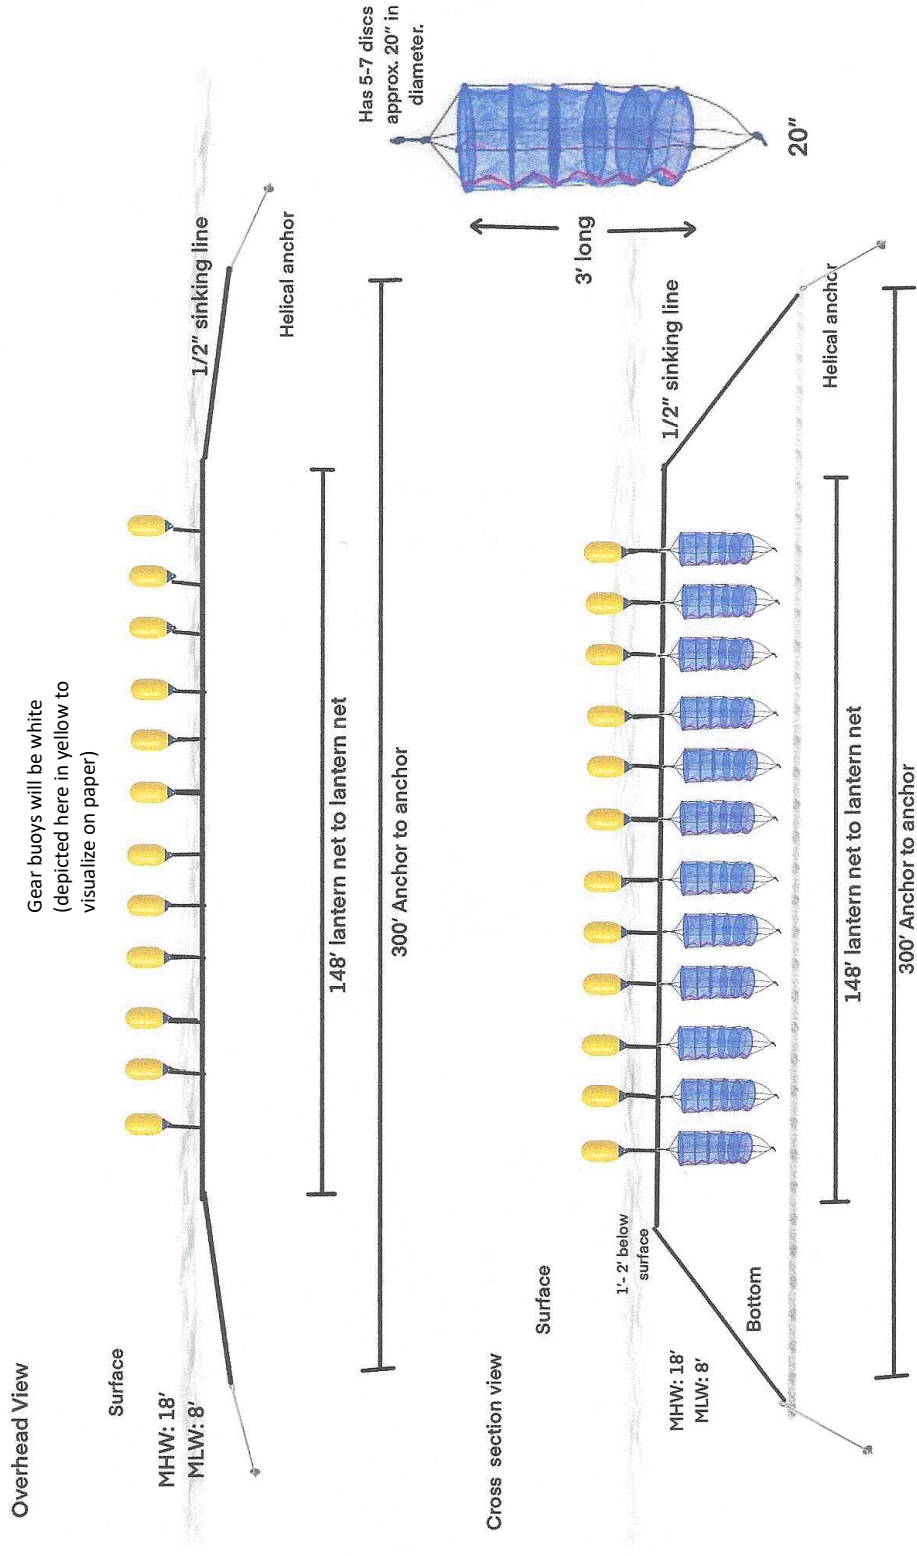 Overhead View
Gear buoys will be white
(depicted here in yellow to
visualize on paper)
Surface
MHW: 18'
MLW: 8'
1/2" sinking line
Helical anchor
148' lantern net to lantern net
300' Anchor to anchor
Has 5-7 discs
approx. 20" in
diameter.
3' long
20"
Cross section view
Surface
1'- 2' below
surface
MHW: 18'
MLW: 8'
Bottom
1/2" sinking line
Helical anchor
148' lantern net to lantern net
300' Anchor to anchor